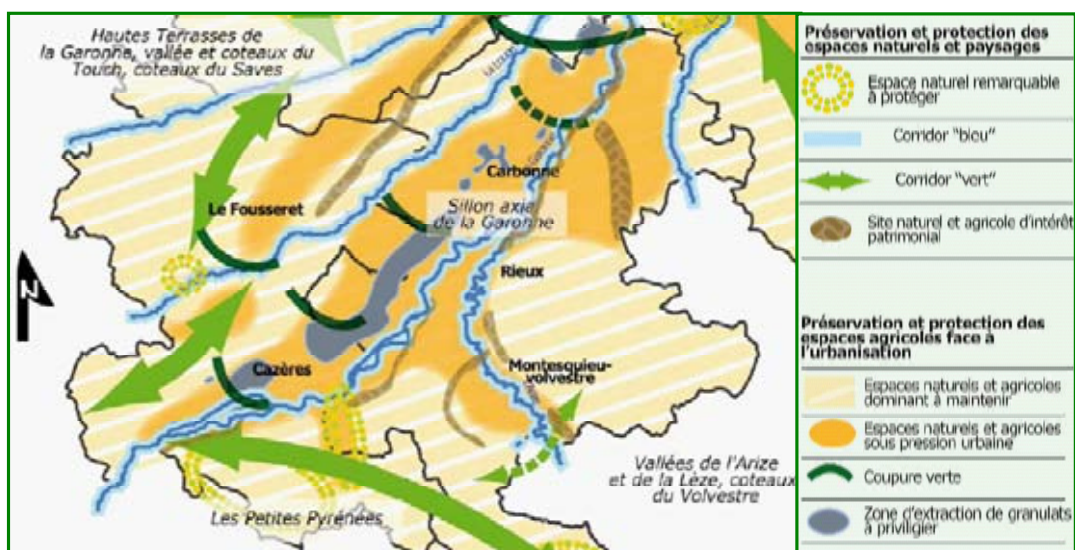 Hautes Terrasses de
la Garonne, vallée et coteaux du
Touch, coteaux du Saves
Carbonne
Le Fousseret
Sillon axia
de la Garonne
Rieux
N
Cazères
Montesquieu-
volvestre
Vallées de l'Arize
et de la Lèze, coteaux
du Volvestre
Les Petites Pyrénées
Préservation et protection des
espaces naturels et paysages
Espace naturel remarquable
à protéger
Corridor "bleu"
Corridor "vert"
Site naturel et agricole d'intérêt
patrimonial
Préservation et protection des
espaces agricoles face à
l'urbanisation
Espaces naturels et agricoles
dominant à maintenir
Espaces naturels et agricoles
sous pression urbaine
Coupure verte
Zone d'extraction de granulats
à priviligier